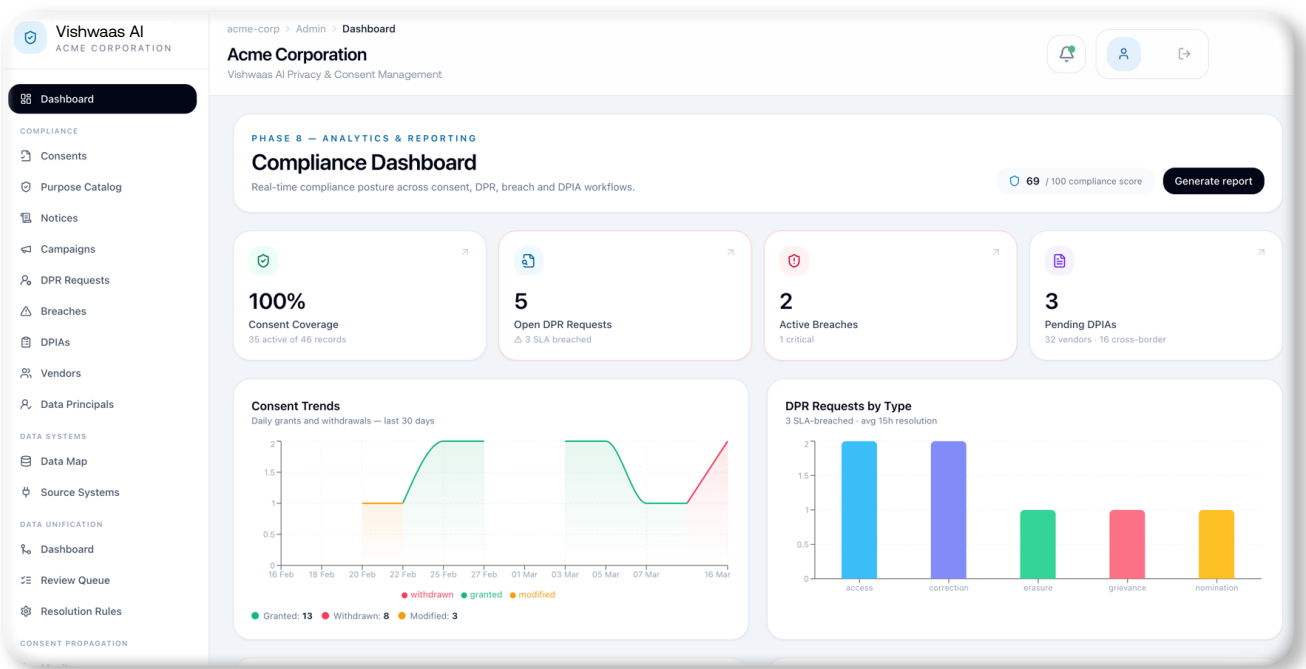 Vishwaas AI
ACME CORPORATION
Dashboard
COMPLIANCE
Consents
Purpose Catalog
Notices
Campaigns
DPR Requests
Breaches
DPIAs
Vendors
Data Principals
DATA SYSTEMS
Data Map
Source Systems
DATA UNIFICATION
Dashboard
Review Queue
Resolution Rules
CONSENT PROPAGATION
acme-corp > Admin > Dashboard
Acme Corporation
Vishwaas AI Privacy & Consent Management
PHASE 8 — ANALYTICS & REPORTING
Compliance Dashboard
Real-time compliance posture across consent, DPR, breach and DPIA workflows.
69 / 100 compliance score
Generate report
100%
Consent Coverage
35 active of 46 records
5
Open DPR Requests
3 SLA breached
2
Active Breaches
1 critical
3
Pending DPIAs
32 vendors · 16 cross-border
Consent Trends
Daily grants and withdrawals — last 30 days
2
1.5
1
0.5
0
16 Feb 18 Feb 20 Feb 22 Feb 25 Feb 27 Feb 01 Mar 03 Mar 05 Mar 07 Mar 16 Mar
withdrawn granted modified
Granted: 13 Withdrawn: 8 Modified: 3
DPR Requests by Type
3 SLA-breached · avg 15h resolution
2
1.5
1
0.5
0
access correction erasure grievance nomination